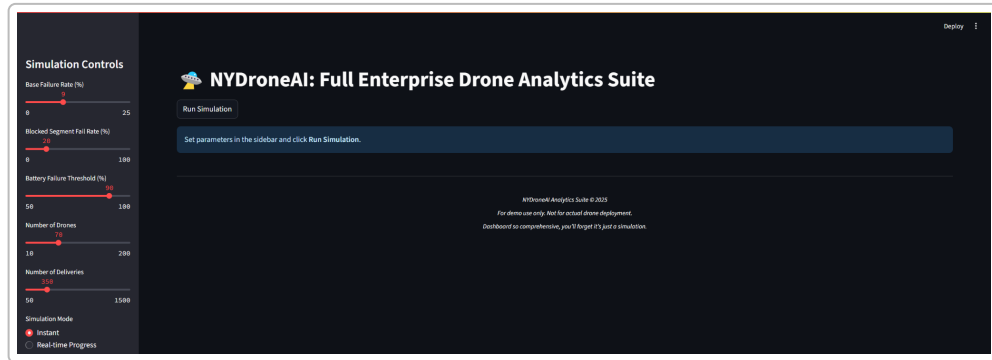 Deploy
Simulation Controls
Base Failure Rate (%)
9
0 25
Blocked Segment Fail Rate (%)
20
0 100
Battery Failure Threshold (%)
90
50 100
Number of Drones
70
10 200
Number of Deliveries
350
50 1500
Simulation Mode
Instant
Real-time Progress
NYDroneAI: Full Enterprise Drone Analytics Suite
Run Simulation
Set parameters in the sidebar and click Run Simulation.
NYDroneAI Analytics Suite © 2025
For demo use only. Not for actual drone deployment.
Dashboard so comprehensive, you'll forget it's just a simulation.